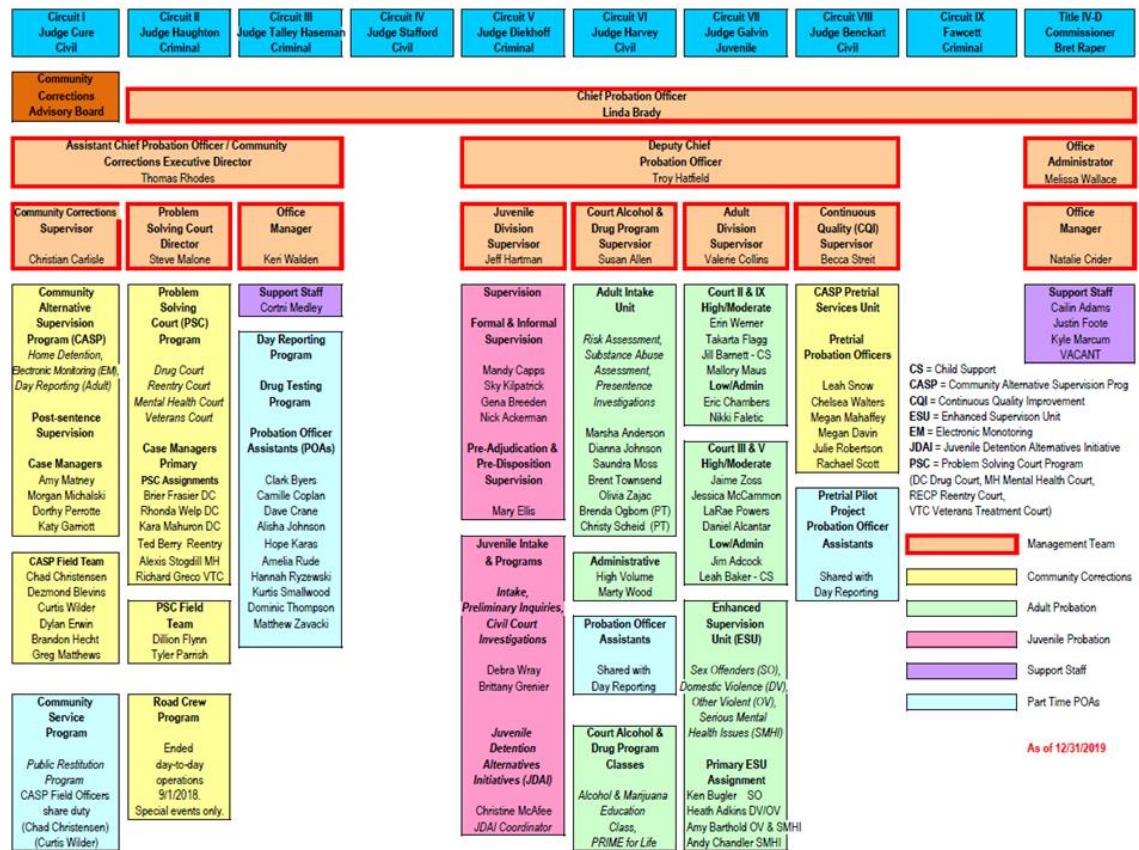 Circuit I
Judge Cure
Civil
Circuit II
Judge Haughton
Criminal
Circuit III
Judge Talley Haseman
Criminal
Circuit IV
Judge Stafford
Civil
Circuit V
Judge Diekhoff
Criminal
Circuit VI
Judge Harvey
Civil
Circuit VII
Judge Galvin
Juvenile
Circuit VIII
Judge Benckart
Civil
Circuit IX
Fawcett
Criminal
Title IV-D
Commissioner
Bret Raper
Community
Corrections
Advisory Board
Chief Probation Officer
Linda Brady
Assistant Chief Probation Officer / Community
Corrections Executive Director
Thomas Rhodes
Deputy Chief
Probation Officer
Troy Hatfield
Office
Administrator
Melissa Wallace
Community Corrections
Supervisor
Christian Carlisle
Problem
Solving Court
Director
Steve Malone
Office
Manager
Keri Walden
Juvenile
Division
Supervisor
Jeff Hartman
Court Alcohol &
Drug Program
Supervsior
Susan Allen
Adult
Division
Supervisor
Valerie Collins
Continuous
Quality (CQI)
Supervisor
Becca Streit
Office
Manager
Natalie Crider
Community
Alternative
Supervision
Program (CASP)
Home Detention,
Electronic Monitoring (EM),
Day Reporting (Adult)
Post-sentence
Supervision
Case Managers
Amy Matney
Morgan Michalski
Dorthy Perrotte
Katy Garriott
CASP Field Team
Chad Christensen
Dezmond Blevins
Curtis Wilder
Dylan Erwin
Brandon Hecht
Greg Matthews
Community
Service
Program
Public Restitution
Program
CASP Field Officers
share duty
(Chad Christensen)
(Curtis Wilder)
Problem
Solving
Court (PSC)
Program
Drug Court
Reentry Court
Mental Health Court
Veterans Court
Case Managers
Primary
PSC Assignments
Brier Frasier DC
Rhonda Welp DC
Kara Mahuron DC
Ted Berry Reentry
Alexis Stogdill MH
Richard Greco VTC
PSC Field
Team
Dillion Flynn
Tyler Parrish
Road Crew
Program
Ended
day-to-day
operations
9/1/2018.
Special events only.
Support Staff
Cortni Medley
Day Reporting
Program
Drug Testing
Program
Probation Officer
Assistants (POAs)
Clark Byers
Camille Coplan
Dave Crane
Alisha Johnson
Hope Karas
Amelia Rude
Hannah Ryzewski
Kurtis Smallwood
Dominic Thompson
Matthew Zavacki
Supervision
Formal & Informal
Supervision
Mandy Capps
Sky Kilpatrick
Gena Breeden
Nick Ackerman
Pre-Adjudication &
Pre-Disposition
Supervision
Mary Ellis
Juvenile Intake
& Programs
Intake,
Preliminary Inquiries,
Civil Court
Investigations
Debra Wray
Brittany Grenier
Juvenile
Detention
Alternatives
Initiatives (JDAI)
Christine McAfee
JDAI Coordinator
Adult Intake
Unit
Risk Assessment,
Substance Abuse
Assessment,
Presentence
Investigations
Marsha Anderson
Dianna Johnson
Saundra Moss
Brent Townsend
Olivia Zajac
Brenda Ogborn (PT)
Christy Scheid (PT)
Administrative
High Volume
Marty Wood
Probation Officer
Assistants
Shared with
Day Reporting
Court Alcohol &
Drug Program
Classes
Alcohol & Marijuana
Education
Class,
PRIME for Life
Court II & IX
High/Moderate
Erin Werner
Takarta Flagg
Jill Barnett - CS
Mallory Maus
Low/Admin
Eric Chambers
Nikki Faletic
Court III & V
High/Moderate
Jaime Zoss
Jessica McCammon
LaRae Powers
Daniel Alcantar
Low/Admin
Jim Adcock
Leah Baker - CS
Enhanced
Supervision
Unit (ESU)
Sex Offenders (SO),
Domestic Violence (DV),
Other Violent (OV),
Serious Mental
Health Issues (SMHI)
Primary ESU
Assignment
Ken Bugler SO
Heath Adkins DV/OV
Amy Barthold OV & SMHI
Andy Chandler SMHI
CASP Pretrial
Services Unit
Pretrial
Probation Officers
Leah Snow
Chelsea Walters
Megan Mahaffey
Megan Davin
Julie Robertson
Rachael Scott
Pretrial Pilot
Project
Probation Officer
Assistants
Shared with
Day Reporting
Support Staff
Cailin Adams
Justin Foote
Kyle Marcum
VACANT
CS = Child Support
CASP = Community Alternative Supervision Prog
CQI = Continuous Quality Improvement
ESU = Enhanced Supervison Unit
EM = Electronic Monotoring
JDAI = Juvenile Detention Alternatives Initiative
PSC = Problem Solving Court Program
(DC Drug Court, MH Mental Health Court,
RECP Reentry Court,
VTC Veterans Treatment Court)
Management Team
Community Corrections
Adult Probation
Juvenile Probation
Support Staff
Part Time POAs
As of 12/31/2019